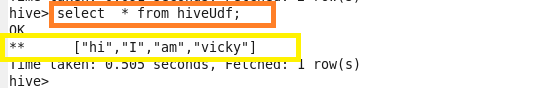 hive> select  * from hiveUdf;
OK
**      ["hi","I","am","vicky"]
Time taken: 0.505 seconds, Fetched: 1 row(s)
hive>